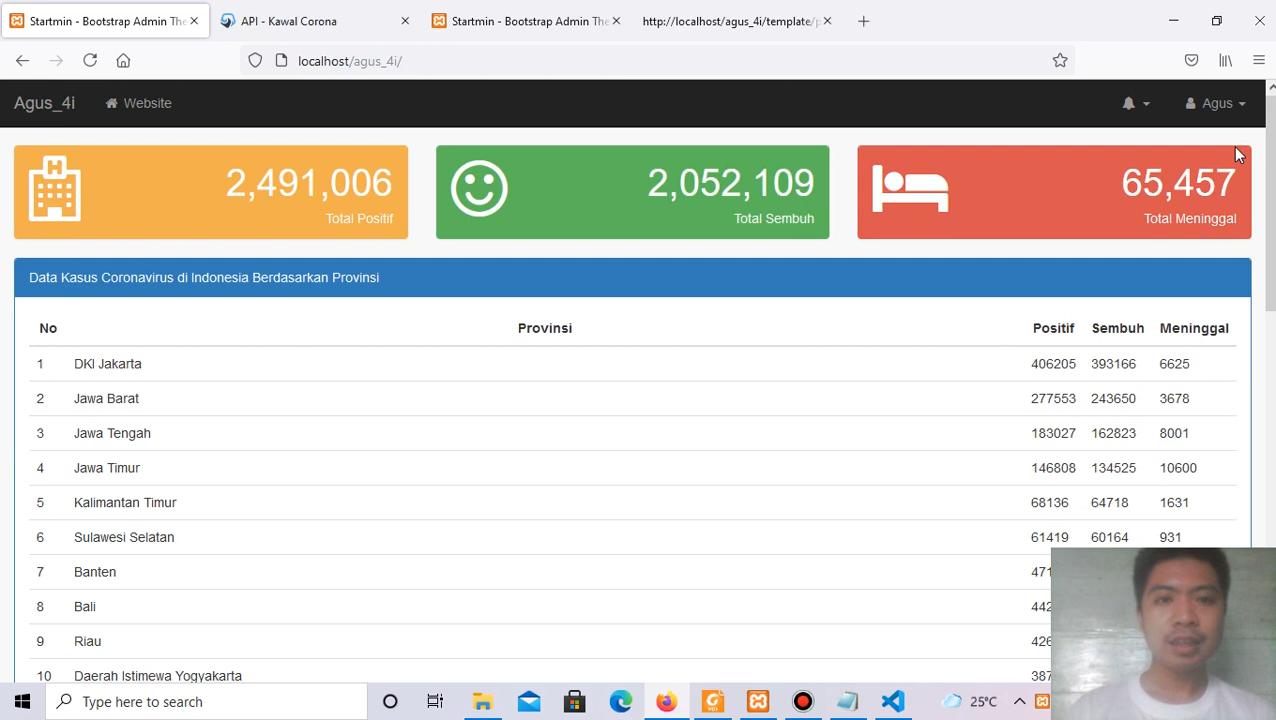 Startmin - Bootstrap Admin The
API - Kawal Corona
Startmin - Bootstrap Admin The
http://localhost/agus_4i/template/p
localhost/agus_4i/
Agus_4i
Website
Agus
2,491,006
Total Positif
2,052,109
Total Sembuh
65,457
Total Meninggal
Data Kasus Coronavirus di Indonesia Berdasarkan Provinsi
No Provinsi Positif Sembuh Meninggal
1 DKI Jakarta 406205 393166 6625
2 Jawa Barat 277553 243650 3678
3 Jawa Tengah 183027 162823 8001
4 Jawa Timur 146808 134525 10600
5 Kalimantan Timur 68136 64718 1631
6 Sulawesi Selatan 61419 60164 931
7 Banten 471
8 Bali 442
9 Riau 426
10 Daerah Istimewa Yogyakarta 387
Type here to search
25°C